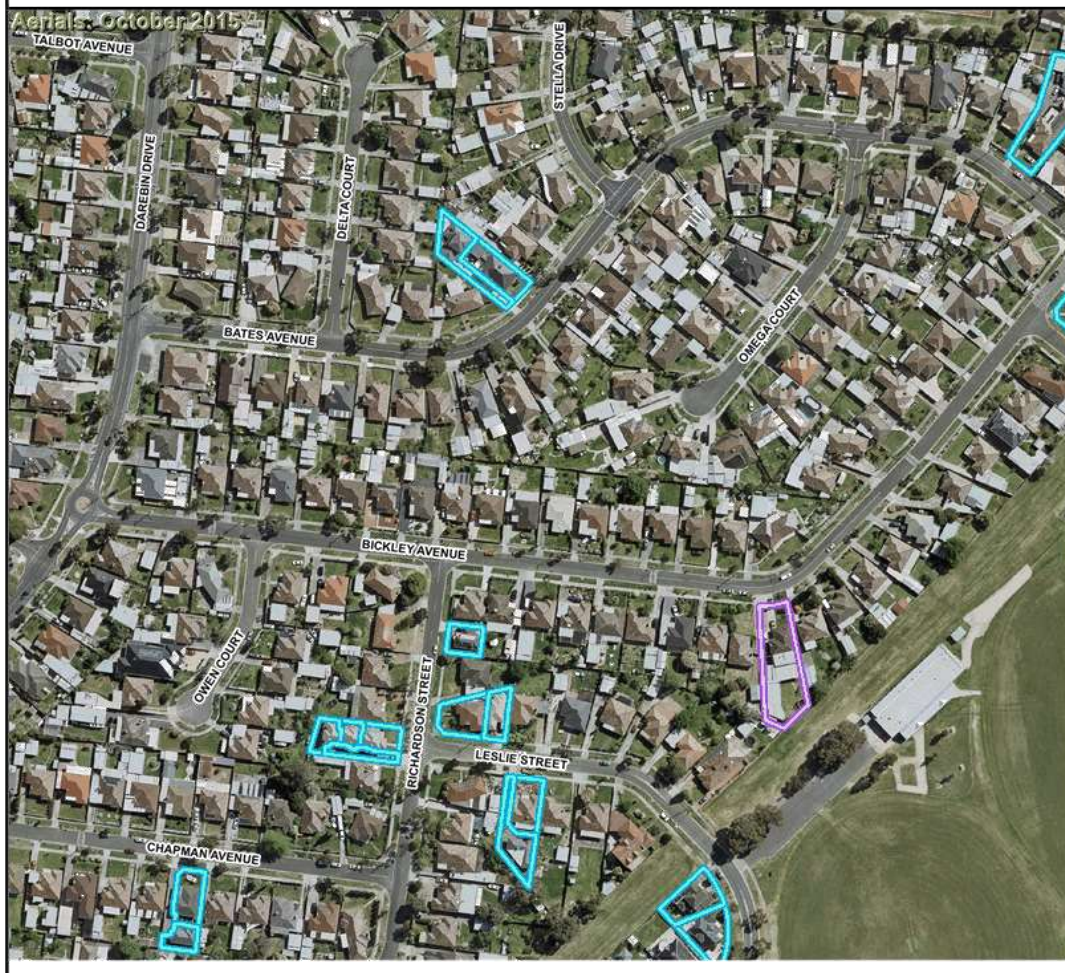 Aerials: October 2015
TALBOT AVENUE
STELLA DRIVE
DAREBIN DRIVE
DELTA COURT
BATES AVENUE
OMEGA COURT
BICKLEY AVENUE
OWEN COURT
RICHARDSON STREET
LESLIE STREET
CHAPMAN AVENUE